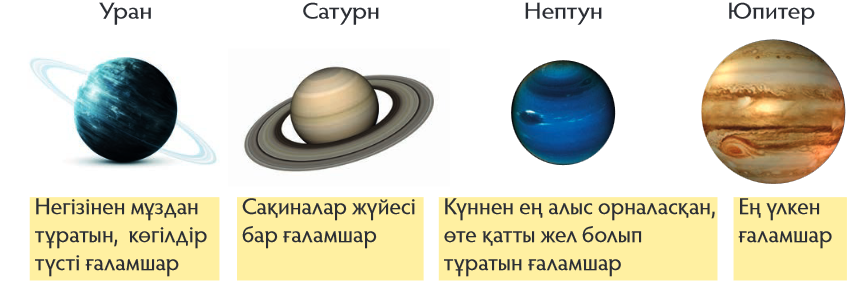 Уран
Сатурн
Нептун
Юпитер
Негізінен мұздан
тұратын, көгілдір
түсті ғаламшар
Сақиналар жүйесі
бар ғаламшар
Күннен ең алыс орналасқан,
өте қатты жел болып
тұратын ғаламшар
Ең үлкен
ғаламшар